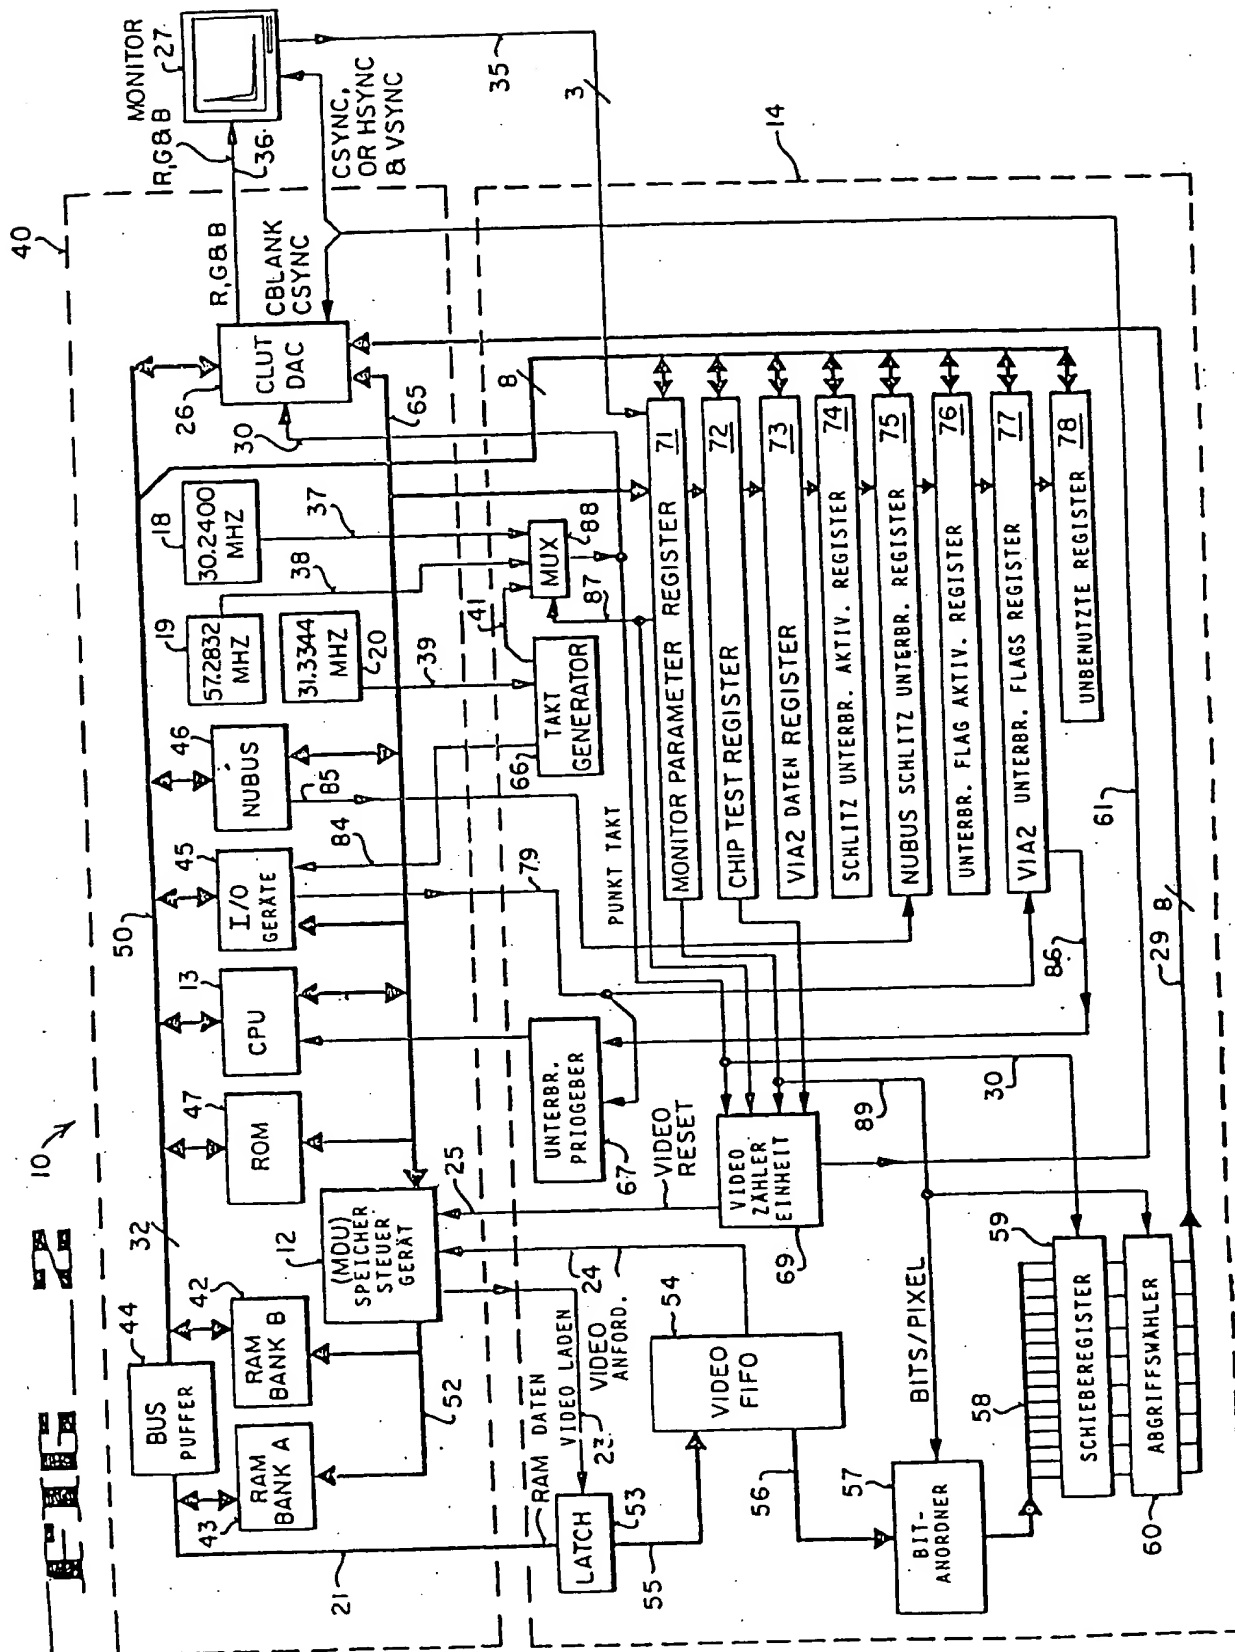 FIG. 2
10
40
MONITOR
27
R,G&B
36
R,G&B
CSYNC,
OR HSYNC
& VSYNC
35
3
14
CBLANK
CSYNC
CLUT
DAC
26
30
65
8
18
30.2400
MHZ
37
19
57.2832
MHZ
38
31.3344
MHZ
20
39
41
MUX
88
87
46
NUBUS
85
TAKT
GENERATOR
66
45
I/O
GERÄTE
84
79
50
13
CPU
47
ROM
32
12
(MDU)
SPEICHER
STEUER
GERÄT
44
BUS
PUFFER
42
RAM
BANK B
RAM
BANK A
43
52
21
PUNKT TAKT
MONITOR PARAMETER REGISTER 71
CHIP TEST REGISTER 72
VIA2 DATEN REGISTER 73
SCHLITZ UNTERBR. AKTIV. REGISTER 74
NUBUS SCHLITZ UNTERBR. REGISTER 75
UNTERBR. FLAG AKTIV. REGISTER 76
VIA2 UNTERBR. FLAGS REGISTER 77
UNBENUTZTE REGISTER 78
UNTERBR.
PRIOGEBER
67
86
61
29
8
25
VIDEO
RESET
VIDEO
ZÄHLER
EINHEIT
69
30
89
24
VIDEO
ANFORD.
VIDEO LADEN
23
RAM DATEN
LATCH
53
55
54
VIDEO
FIFO
56
BITS/PIXEL
57
BIT-
ANORDNER
58
59
SCHIEBEREGISTER
ABGRIFFSWÄHLER
60